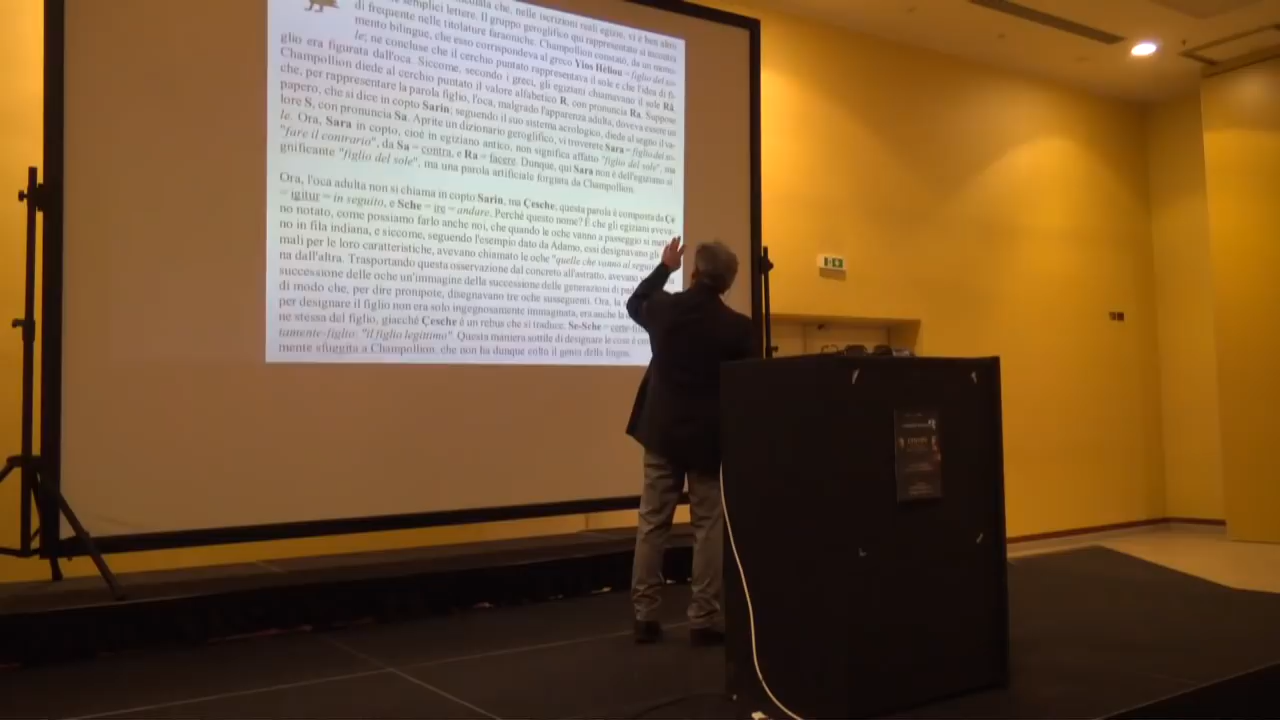 semplici lettere. Il gruppo geroglifico qui rappresentato si incontra
di frequente nelle titolature faraoniche. Champollion constatò, da un
mento bilingue, che esso corrispondeva al greco Yios Heliou = figlio del so-
le; ne concluse che il cerchio puntato rappresentava il sole e che l'idea di fi-
glio era figurata dall'oca. Siccome, secondo i greci, gli egiziani chiamavano il sole Rà,
Champollion diede al cerchio puntato il valore alfabetico R, con pronuncia Ra. Suppose
che, per rappresentare la parola figlio, l'oca, malgrado l'apparenza adulta, doveva essere un
papero, che si dice in copto Sarin; seguendo il suo sistema acrologico, diede al segno il va-
lore S, con pronuncia Sa. Aprite un dizionario geroglifico, vi troverete Sara = figlio del so-
le. Ora, Sara in copto, cioè in egiziano antico, non significa affatto "figlio del sole", ma
"fare il contrario", da Sa = contra, e Ra = facere. Dunque, qui Sara non è dell'egiziano si
gnificante "figlio del sole", ma una parola artificiale forgiata da Champollion.
Ora, l'oca adulta non si chiama in copto Sarin, ma Çesche; questa parola è composta da Çe
= igitur = in seguito, e Sche = ire = andare. Perché questo nome? È che gli egiziani aveva-
no notato, come possiamo farlo anche noi, che quando le oche vanno a passeggio si
no in fila indiana, e siccome, seguendo l'esempio dato da Adamo, essi designavano gli
mali per le loro caratteristiche, avevano chiamato le oche "quelle che vanno al
na dall'altra. Trasportando questa osservazione dal concreto all'astratto, avevano
successione delle oche un'immagine della successione delle generazioni di
di modo che, per dire pronipote, disegnavano tre oche susseguenti. Ora, la
per designare il figlio non era solo ingegnosamente immaginata, era anche la
ne stessa del figlio, giacché Çesche è un rebus che si traduce: Se-Sche =
tamente-figlio: "il figlio legittimo". Questa maniera sottile di designare le cose è
mente sfuggita a Champollion, che non ha dunque colto il genio della lingua.